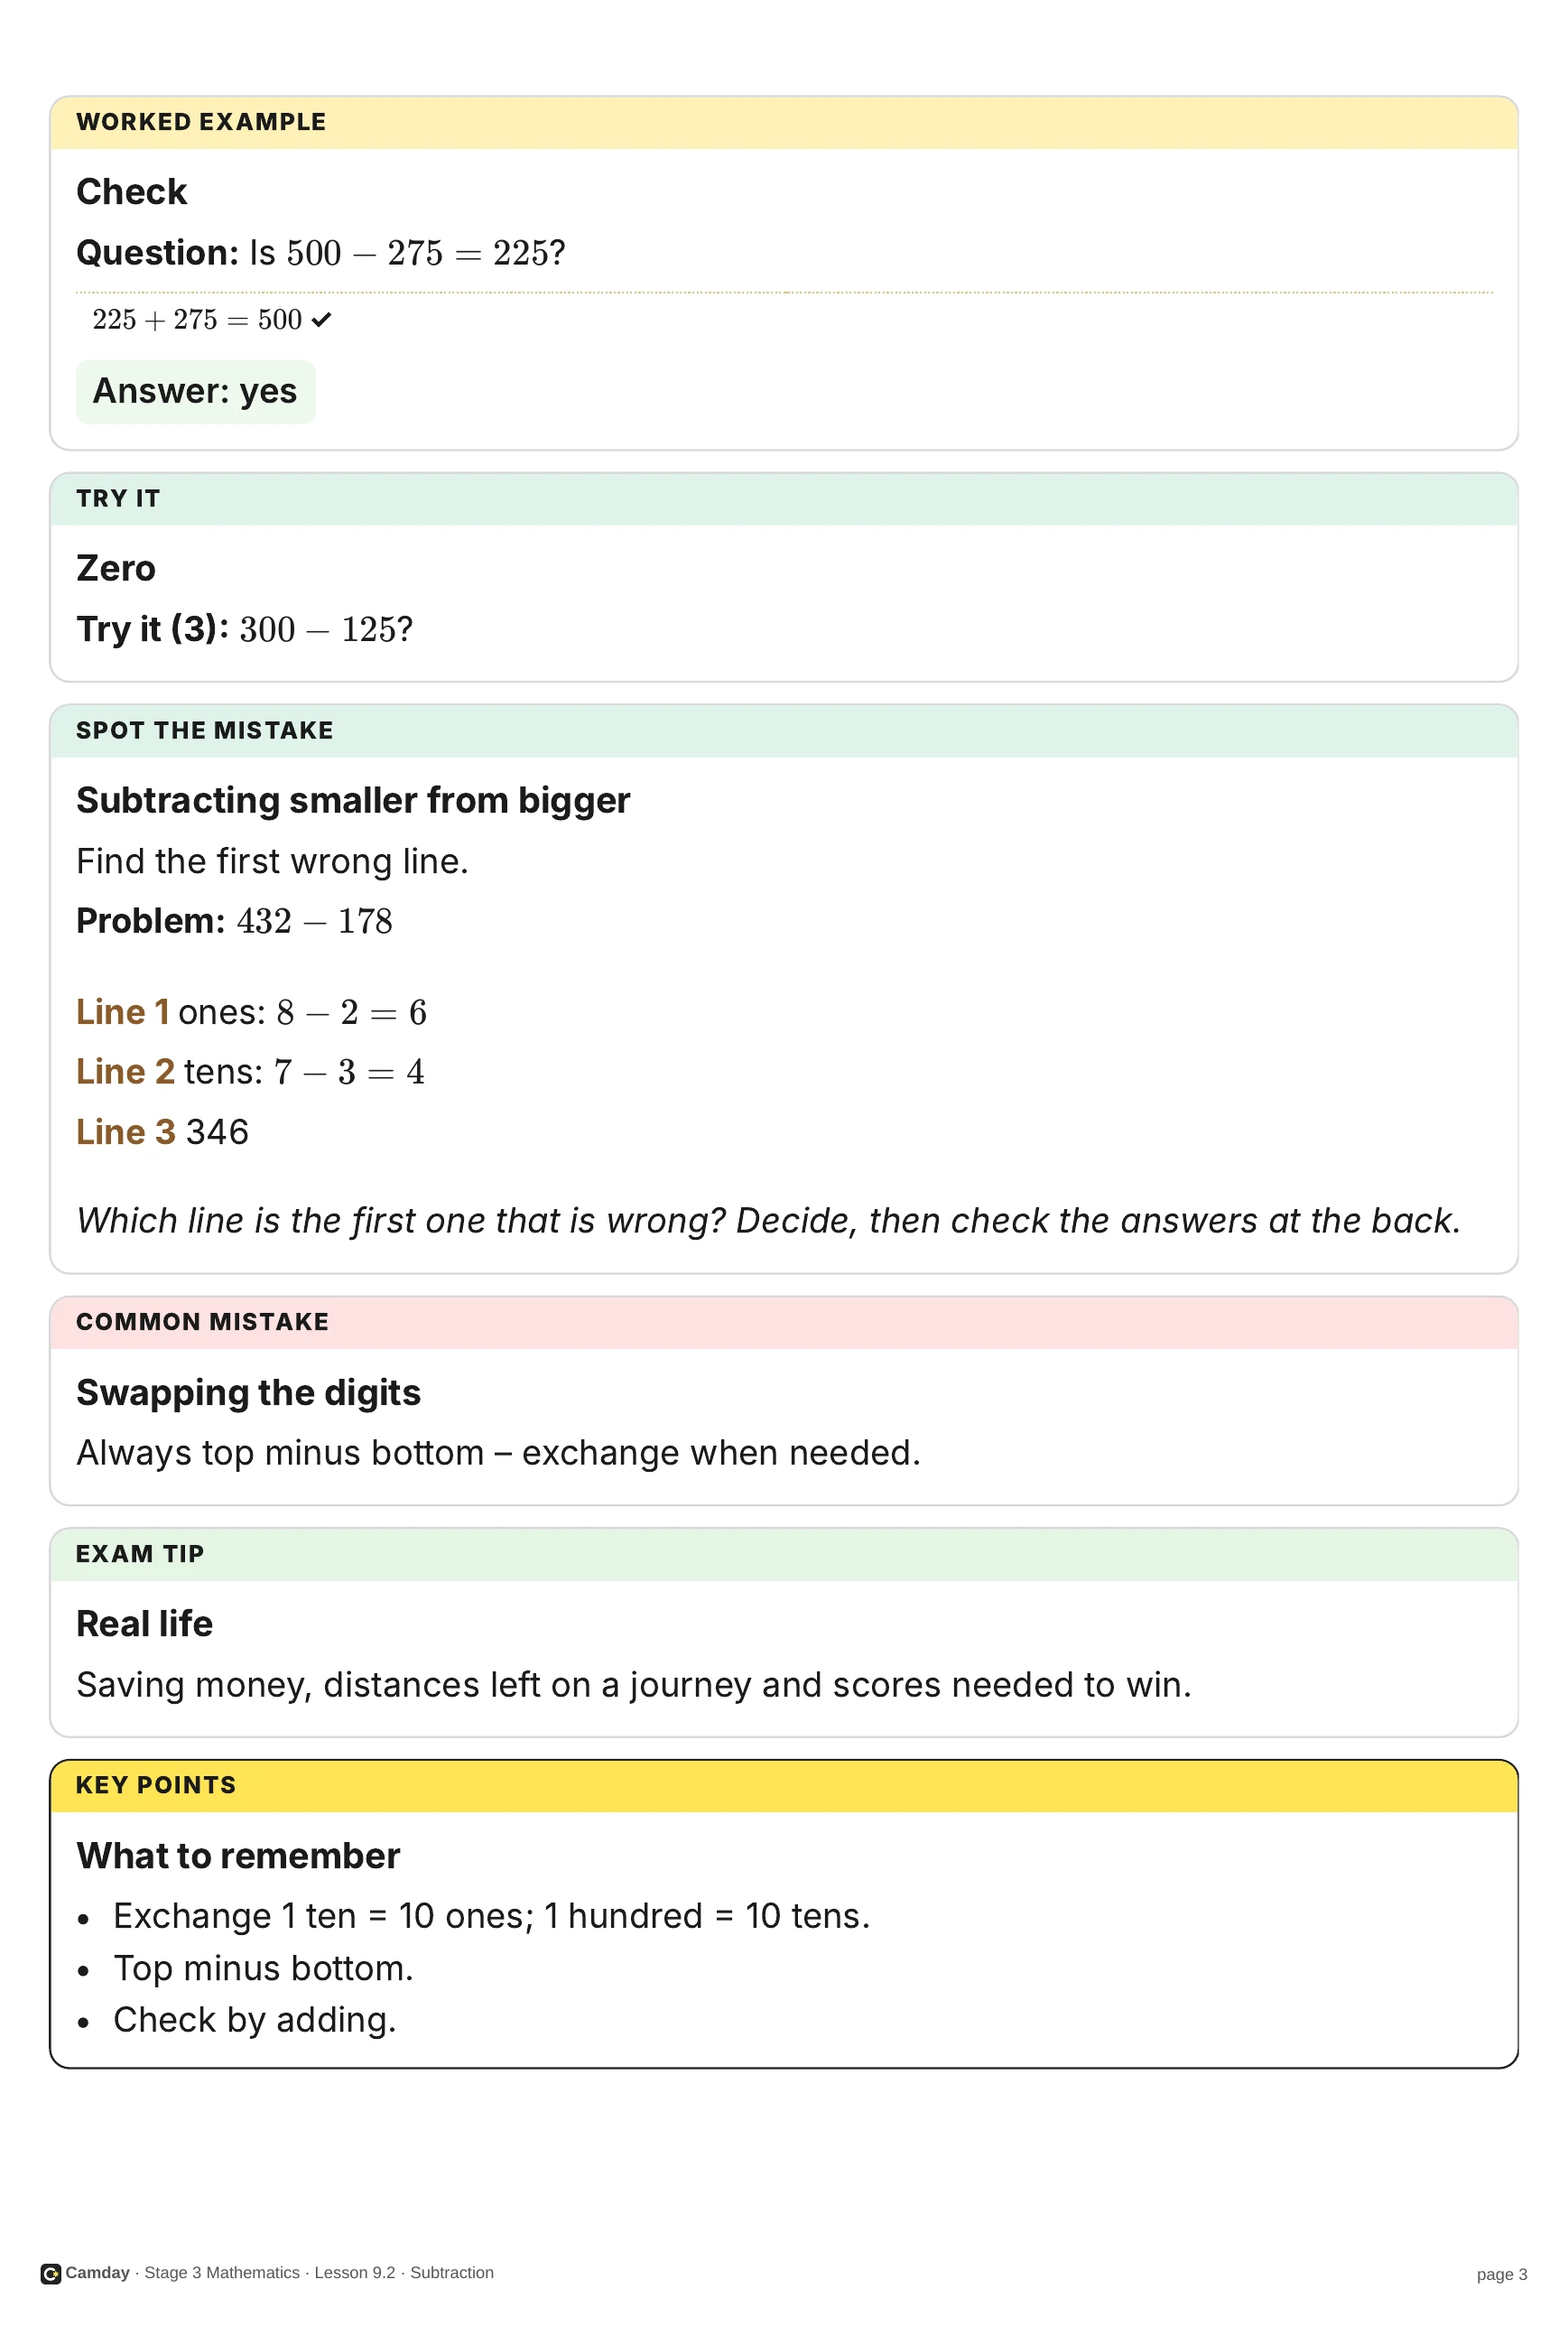 WORKED EXAMPLE
Check
Question: Is 500 − 275 = 225?
225 + 275 = 500 ✓
Answer: yes
TRY IT
Zero
Try it (3): 300 − 125?
SPOT THE MISTAKE
Subtracting smaller from bigger
Find the first wrong line.
Problem: 432 − 178
Line 1 ones: 8 − 2 = 6
Line 2 tens: 7 − 3 = 4
Line 3 346
Which line is the first one that is wrong? Decide, then check the answers at the back.
COMMON MISTAKE
Swapping the digits
Always top minus bottom – exchange when needed.
EXAM TIP
Real life
Saving money, distances left on a journey and scores needed to win.
KEY POINTS
What to remember
• Exchange 1 ten = 10 ones; 1 hundred = 10 tens.
• Top minus bottom.
• Check by adding.
Camday · Stage 3 Mathematics · Lesson 9.2 · Subtraction
page 3